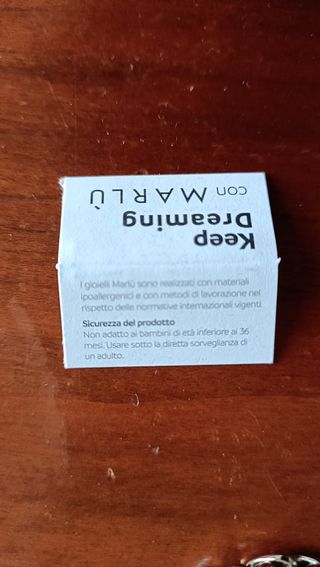 Keep
Dreaming
CON MARLÙ
I gioielli Marlù sono realizzati con materiali
ipoallergenici e con metodi di lavorazione nel
rispetto delle normative internazionali vigenti.
Sicurezza del prodotto
Non adatto ai bambini di età inferiore ai 36
mesi. Usare sotto la diretta sorveglianza di
un adulto.